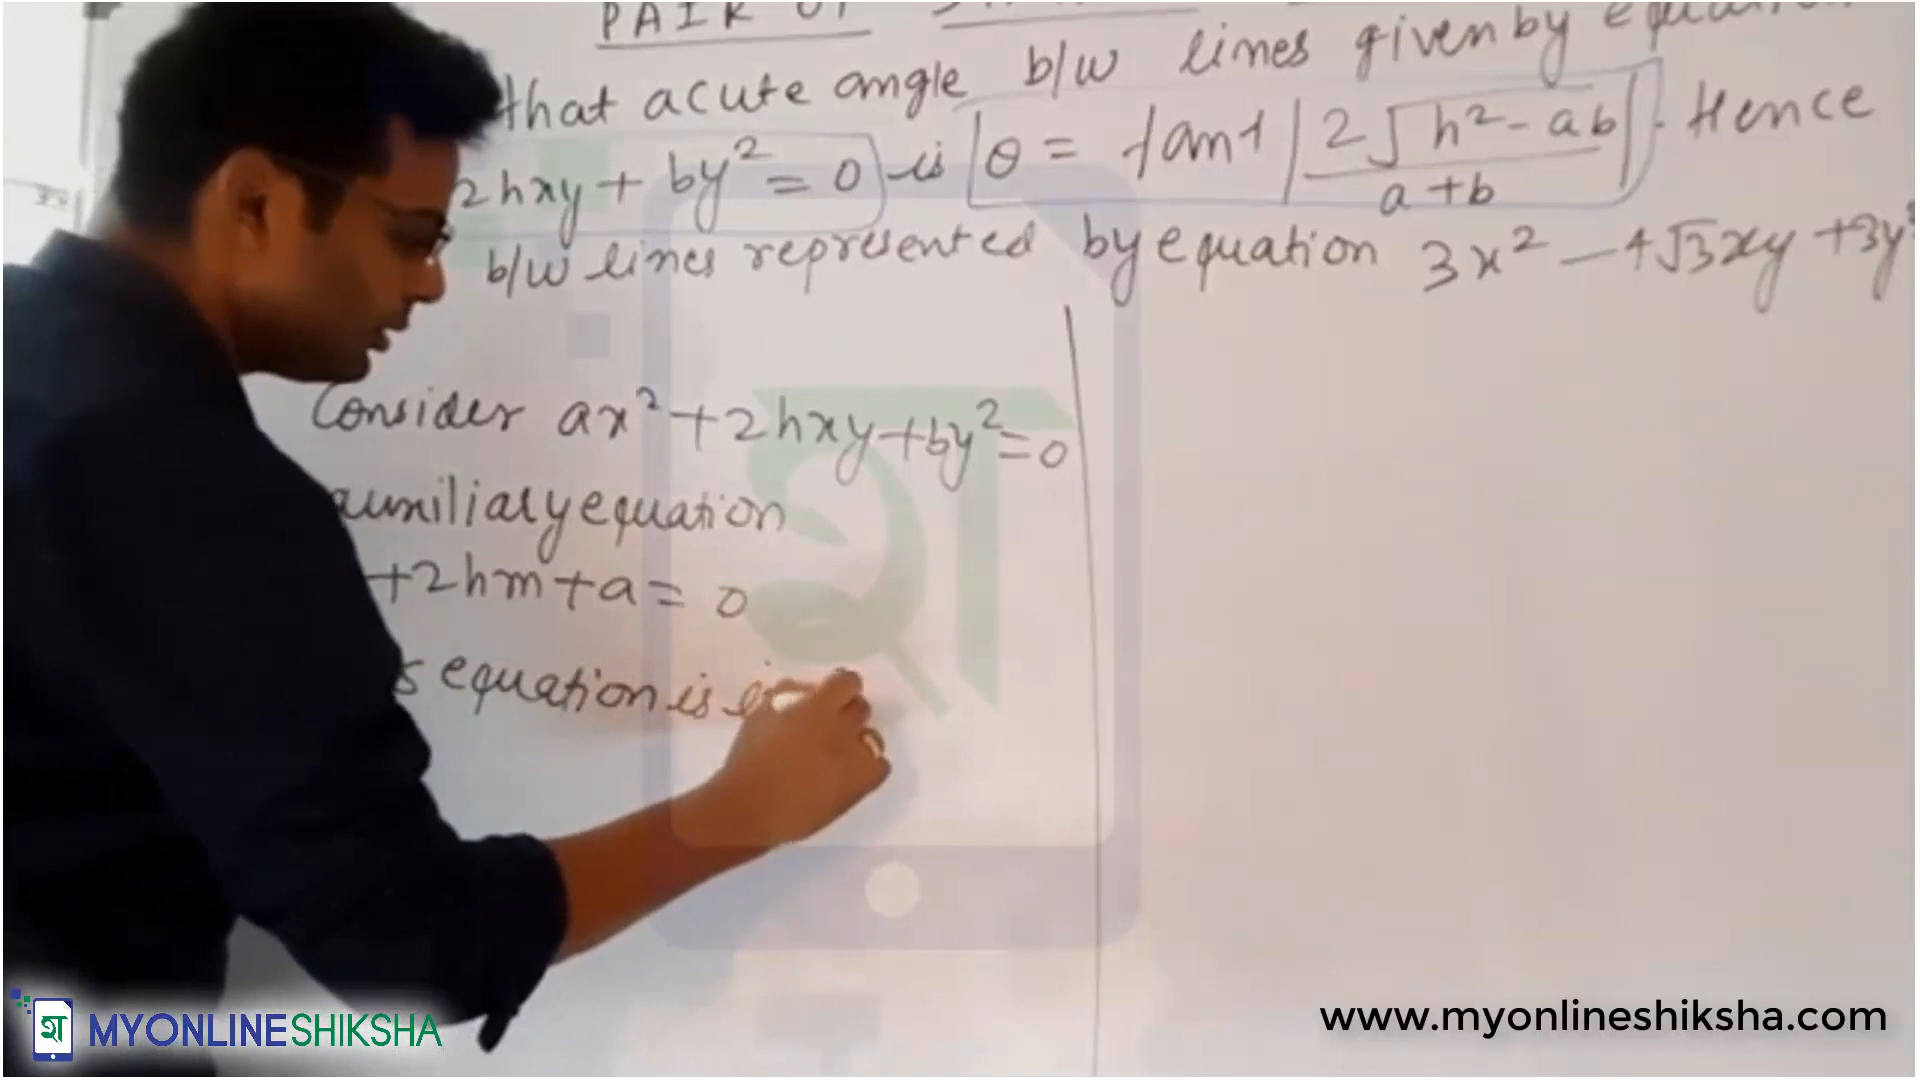 PAIR OF
that acute angle b/w lines given by equation
2hxy + by² = 0 is θ = tan-1 |2√h²-ab / a+b| . Hence
b/w lines represented by equation 3x² - 4√3xy + 3y²
Consider ax² + 2hxy + by² = 0
auxiliary equation
+2hm+a= 0
s equation is
MYONLINESHIKSHA
www.myonlineshiksha.com